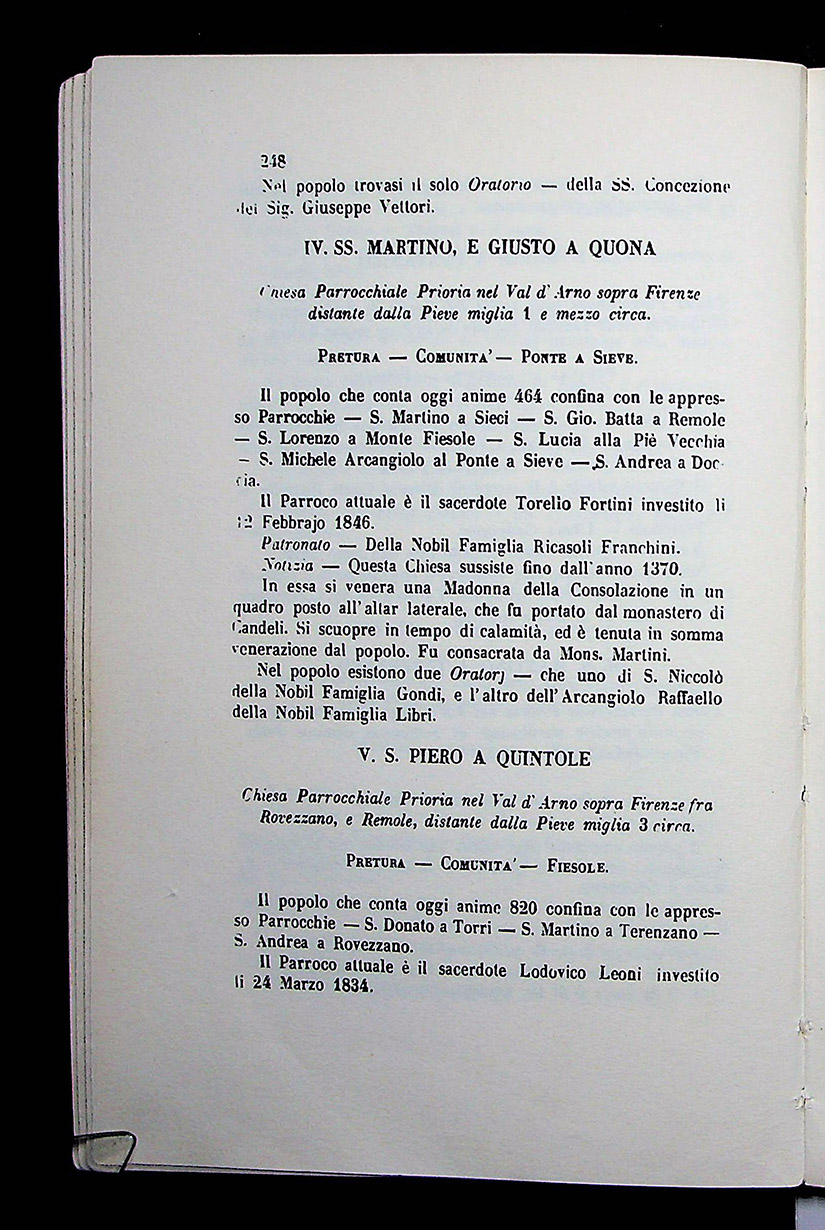 248
Nel popolo trovasi il solo Oratorio — della SS. Concezione
dei Sig. Giuseppe Vettori.
IV. SS. MARTINO, E GIUSTO A QUONA
Chiesa Parrocchiale Prioria nel Val d' Arno sopra Firenze
distante dalla Pieve miglia 1 e mezzo circa.
PRETURA — COMUNITA' — PONTE A SIEVE.
Il popolo che conta oggi anime 464 confina con le appres-
so Parrocchie — S. Martino a Sieci — S. Gio. Batta a Remole
— S. Lorenzo a Monte Fiesole — S. Lucia alla Piè Vecchia
— S. Michele Arcangiolo al Ponte a Sieve — S. Andrea a Doc-
cia.
Il Parroco attuale è il sacerdote Torello Fortini investito li
12 Febbrajo 1846.
Patronato — Della Nobil Famiglia Ricasoli Franchini.
Notizia — Questa Chiesa sussiste fino dall'anno 1370.
In essa si venera una Madonna della Consolazione in un
quadro posto all'altar laterale, che fu portato dal monastero di
Candeli. Si scuopre in tempo di calamità, ed è tenuta in somma
venerazione dal popolo. Fu consacrata da Mons. Martini.
Nel popolo esistono due Oratorj — che uno di S. Niccolò
della Nobil Famiglia Gondi, e l'altro dell'Arcangiolo Raffaello
della Nobil Famiglia Libri.
V. S. PIERO A QUINTOLE
Chiesa Parrocchiale Prioria nel Val d' Arno sopra Firenze fra
Rovezzano, e Remole, distante dalla Pieve miglia 3 circa.
PRETURA — COMUNITA' — FIESOLE.
Il popolo che conta oggi anime 820 confina con le appres-
so Parrocchie — S. Donato a Torri — S. Martino a Terenzano —
S. Andrea a Rovezzano.
Il Parroco attuale è il sacerdote Lodovico Leoni investito
li 24 Marzo 1834.